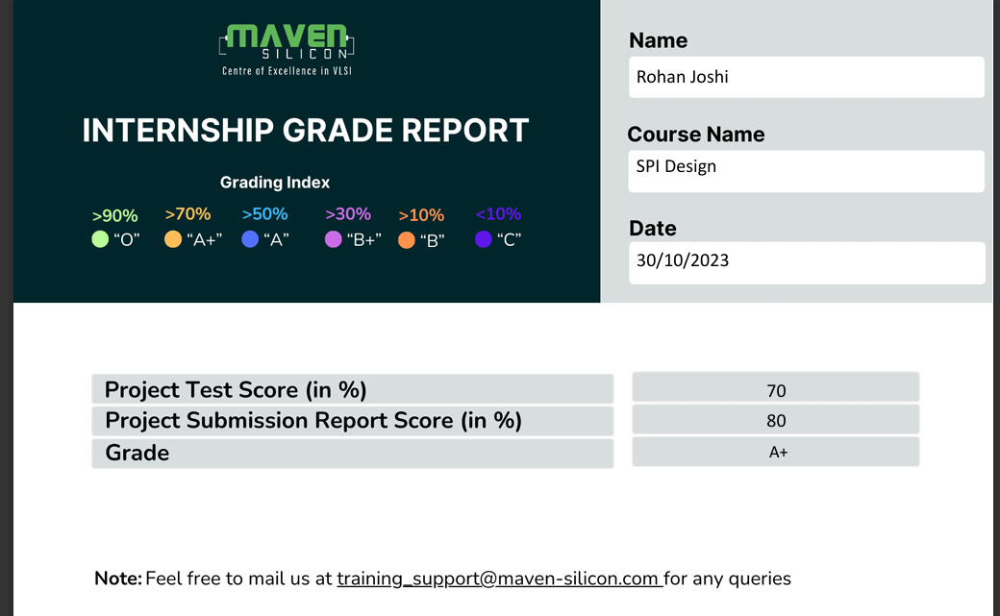 MAVEN
SILICON
Centre of Excellence in VLSI
INTERNSHIP GRADE REPORT
Grading Index
>90% >70% >50% >30% >10% <10%
“O” “A+” “A” “B+” “B” “C”
Name
Rohan Joshi
Course Name
SPI Design
Date
30/10/2023
Project Test Score (in %) 70
Project Submission Report Score (in %) 80
Grade A+
Note: Feel free to mail us at training_support@maven-silicon.com for any queries